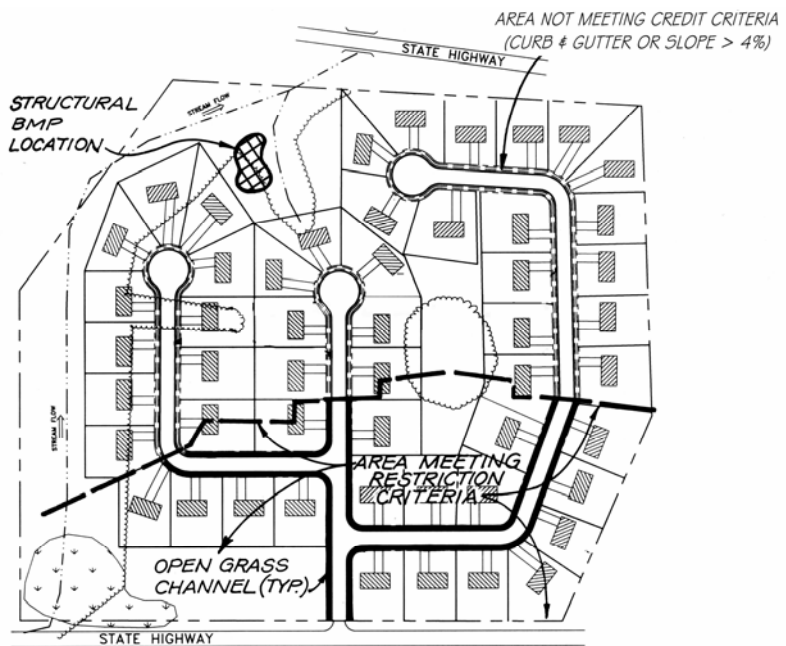 AREA NOT MEETING CREDIT CRITERIA
(CURB & GUTTER OR SLOPE > 4%)
STATE HIGHWAY
STREAM FLOW
STRUCTURAL
BMP
LOCATION
STREAM FLOW
AREA MEETING
RESTRICTION
CRITERIA
OPEN GRASS
CHANNEL (TYP.)
STATE HIGHWAY